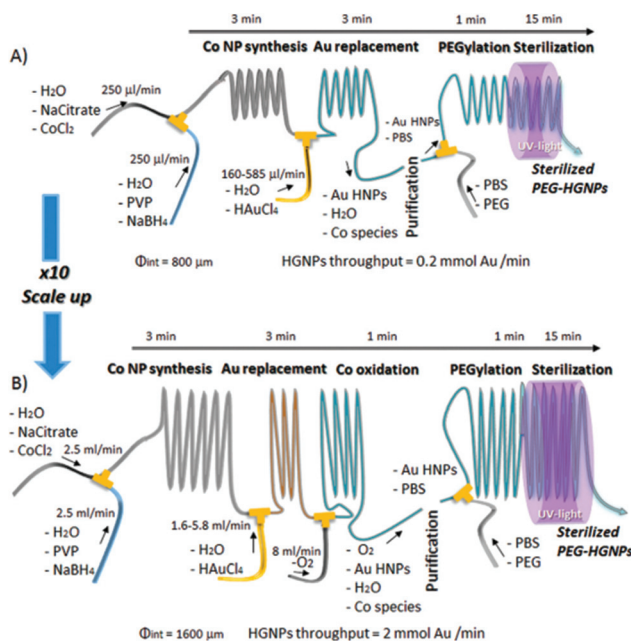 3 min 3 min 1 min 15 min
Co NP synthesis Au replacement PEGylation Sterilization
A)
- H2O
- NaCitrate
- CoCl2
250 µl/min
250 µl/min
- H2O
- PVP
- NaBH4
160-585 µl/min
- H2O
- HAuCl4
- Au HNPs
- H2O
- Co species
Purification
- Au HNPs
- PBS
- PBS
- PEG
UV-light
Sterilized
PEG-HGNPs
Φint = 800 µm HGNPs throughput = 0.2 mmol Au /min
x10
Scale up
3 min 3 min 1 min 1 min 15 min
Co NP synthesis Au replacement Co oxidation PEGylation Sterilization
B)
- H2O
- NaCitrate
- CoCl2
2.5 ml/min
2.5 ml/min
- H2O
- PVP
- NaBH4
1.6-5.8 ml/min
- H2O
- HAuCl4
8 ml/min
-O2
- O2
- Au HNPs
- H2O
- Co species
Purification
- Au HNPs
- PBS
- PBS
- PEG
UV-light
Sterilized
PEG-HGNPs
Φint = 1600 µm HGNPs throughput = 2 mmol Au /min